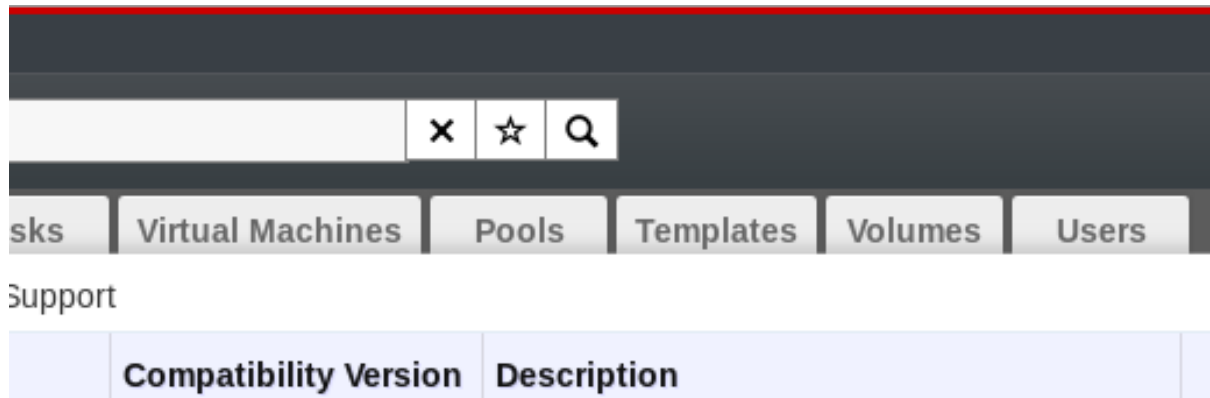 sks Virtual Machines Pools Templates Volumes Users
Support
Compatibility Version Description